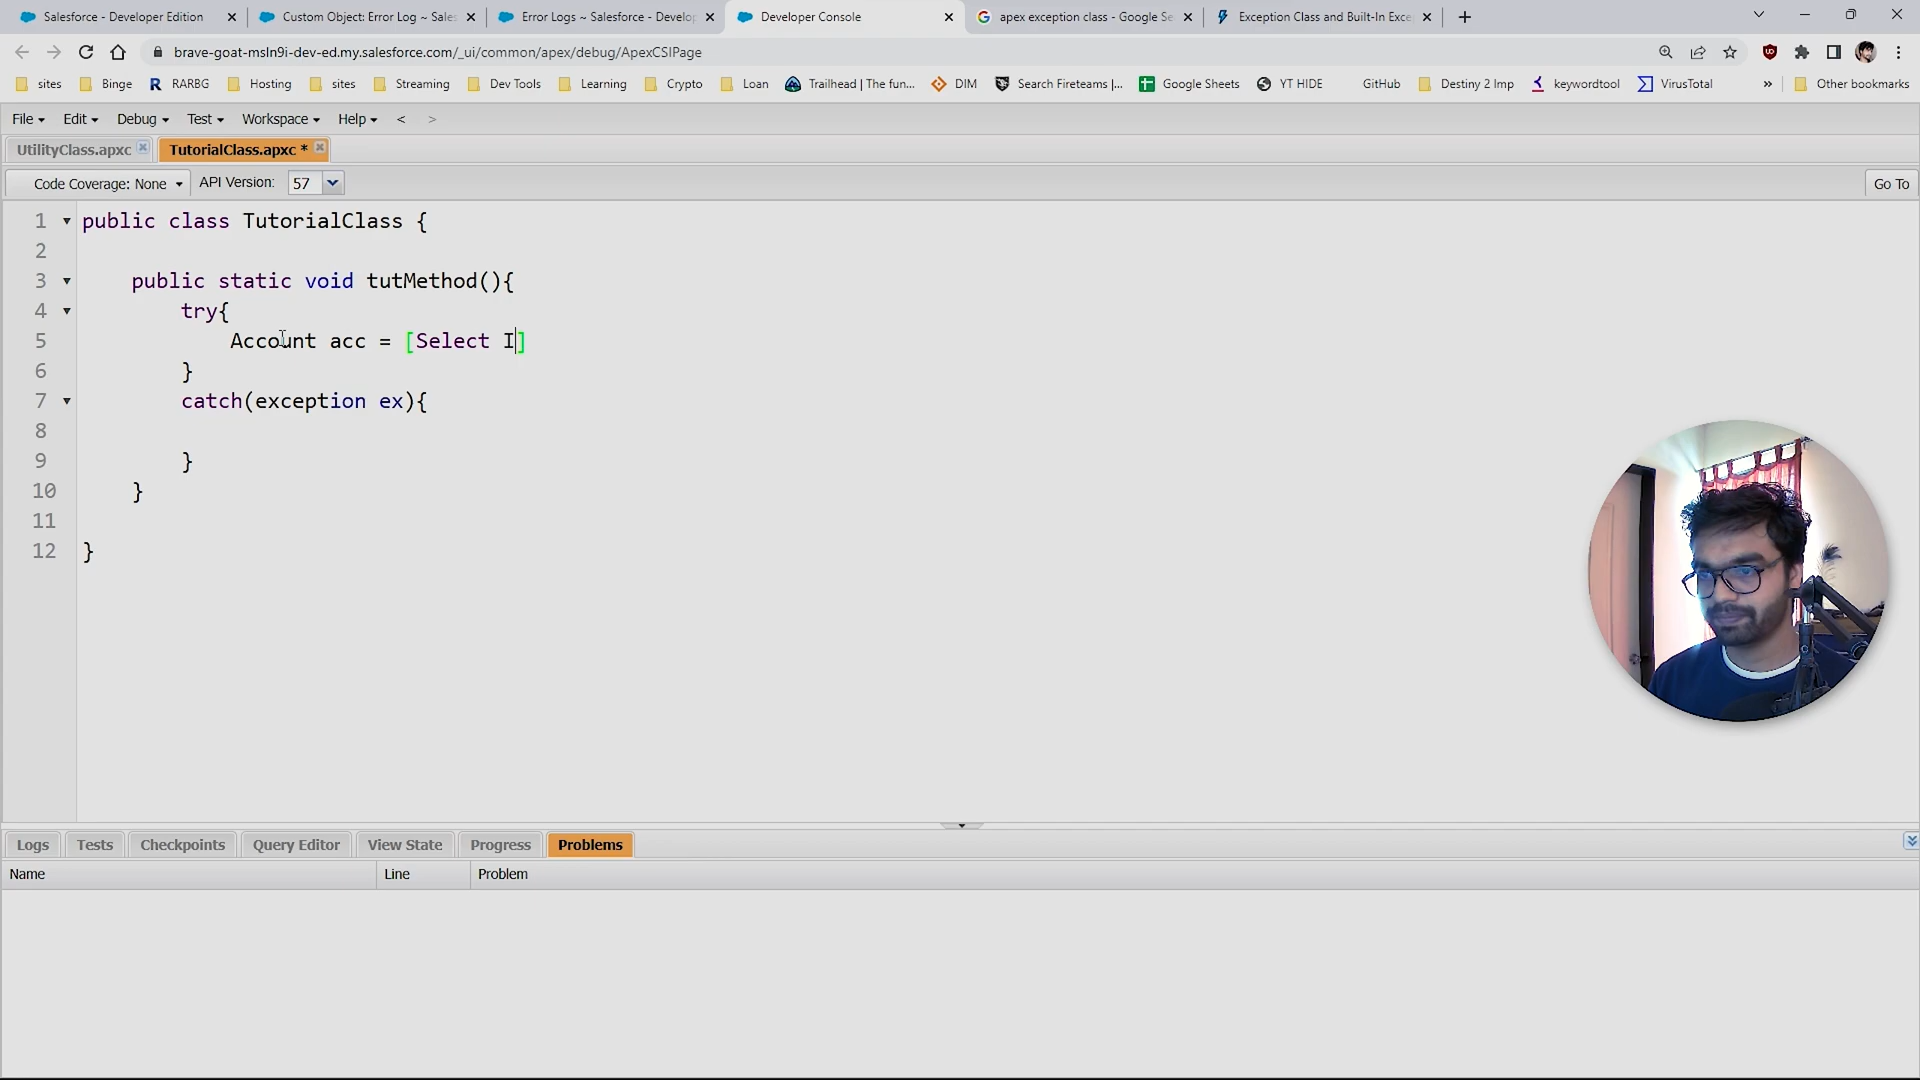 Salesforce - Developer Edition
Custom Object: Error Log ~ Sales
Error Logs ~ Salesforce - Develo
Developer Console
apex exception class - Google Se
Exception Class and Built-In Exce
brave-goat-msln9i-dev-ed.my.salesforce.com/_ui/common/apex/debug/ApexCSIPage
sites
Binge
R RARBG
Hosting
sites
Streaming
Dev Tools
Learning
Crypto
Loan
Trailhead | The fun...
DIM
Search Fireteams |...
Google Sheets
YT HIDE
GitHub
Destiny 2 Imp
keywordtool
VirusTotal
»
Other bookmarks
File
Edit
Debug
Test
Workspace
Help
<
>
UtilityClass.apxc
TutorialClass.apxc *
Code Coverage: None
API Version:
57
Go To
1 public class TutorialClass {
2
3 public static void tutMethod(){
4 try{
5 Account acc = [Select I]
6 }
7 catch(exception ex){
8
9 }
10 }
11
12 }
Logs
Tests
Checkpoints
Query Editor
View State
Progress
Problems
Name
Line
Problem